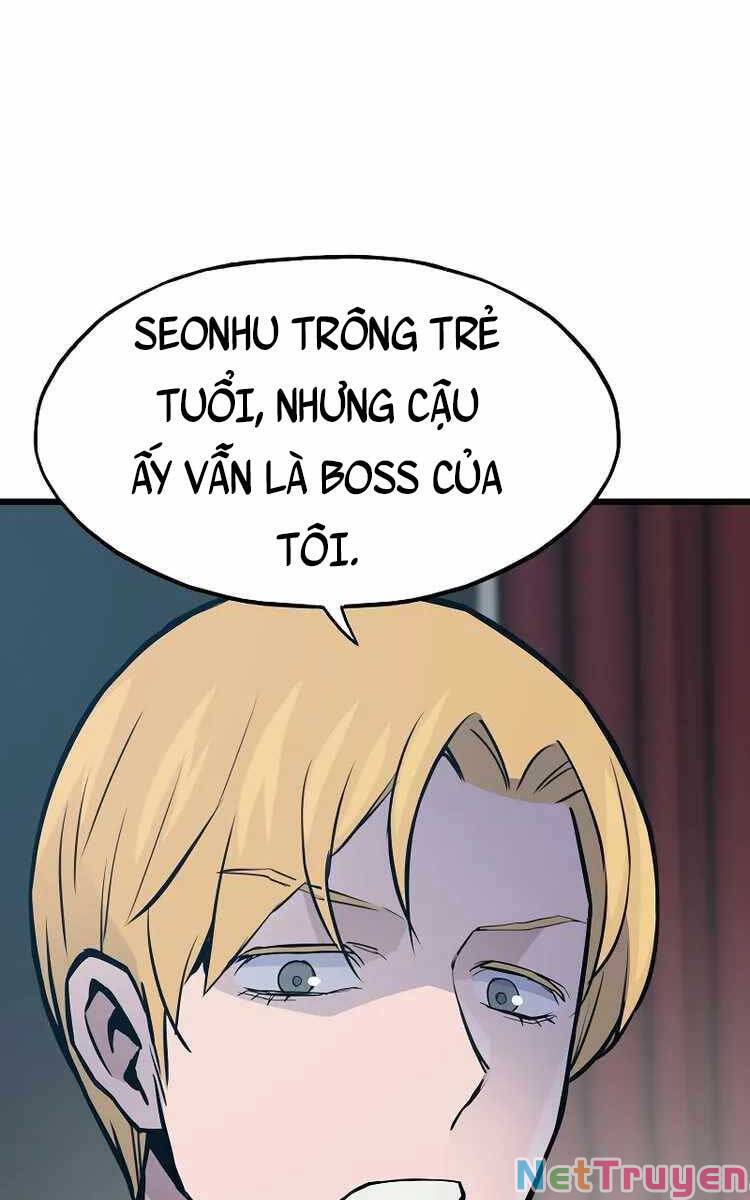 SEONHU TRÔNG TRẺ
TUỔI, NHƯNG CẬU
ẤY VẪN LÀ BOSS CỦA
TÔI.
NetTruyen